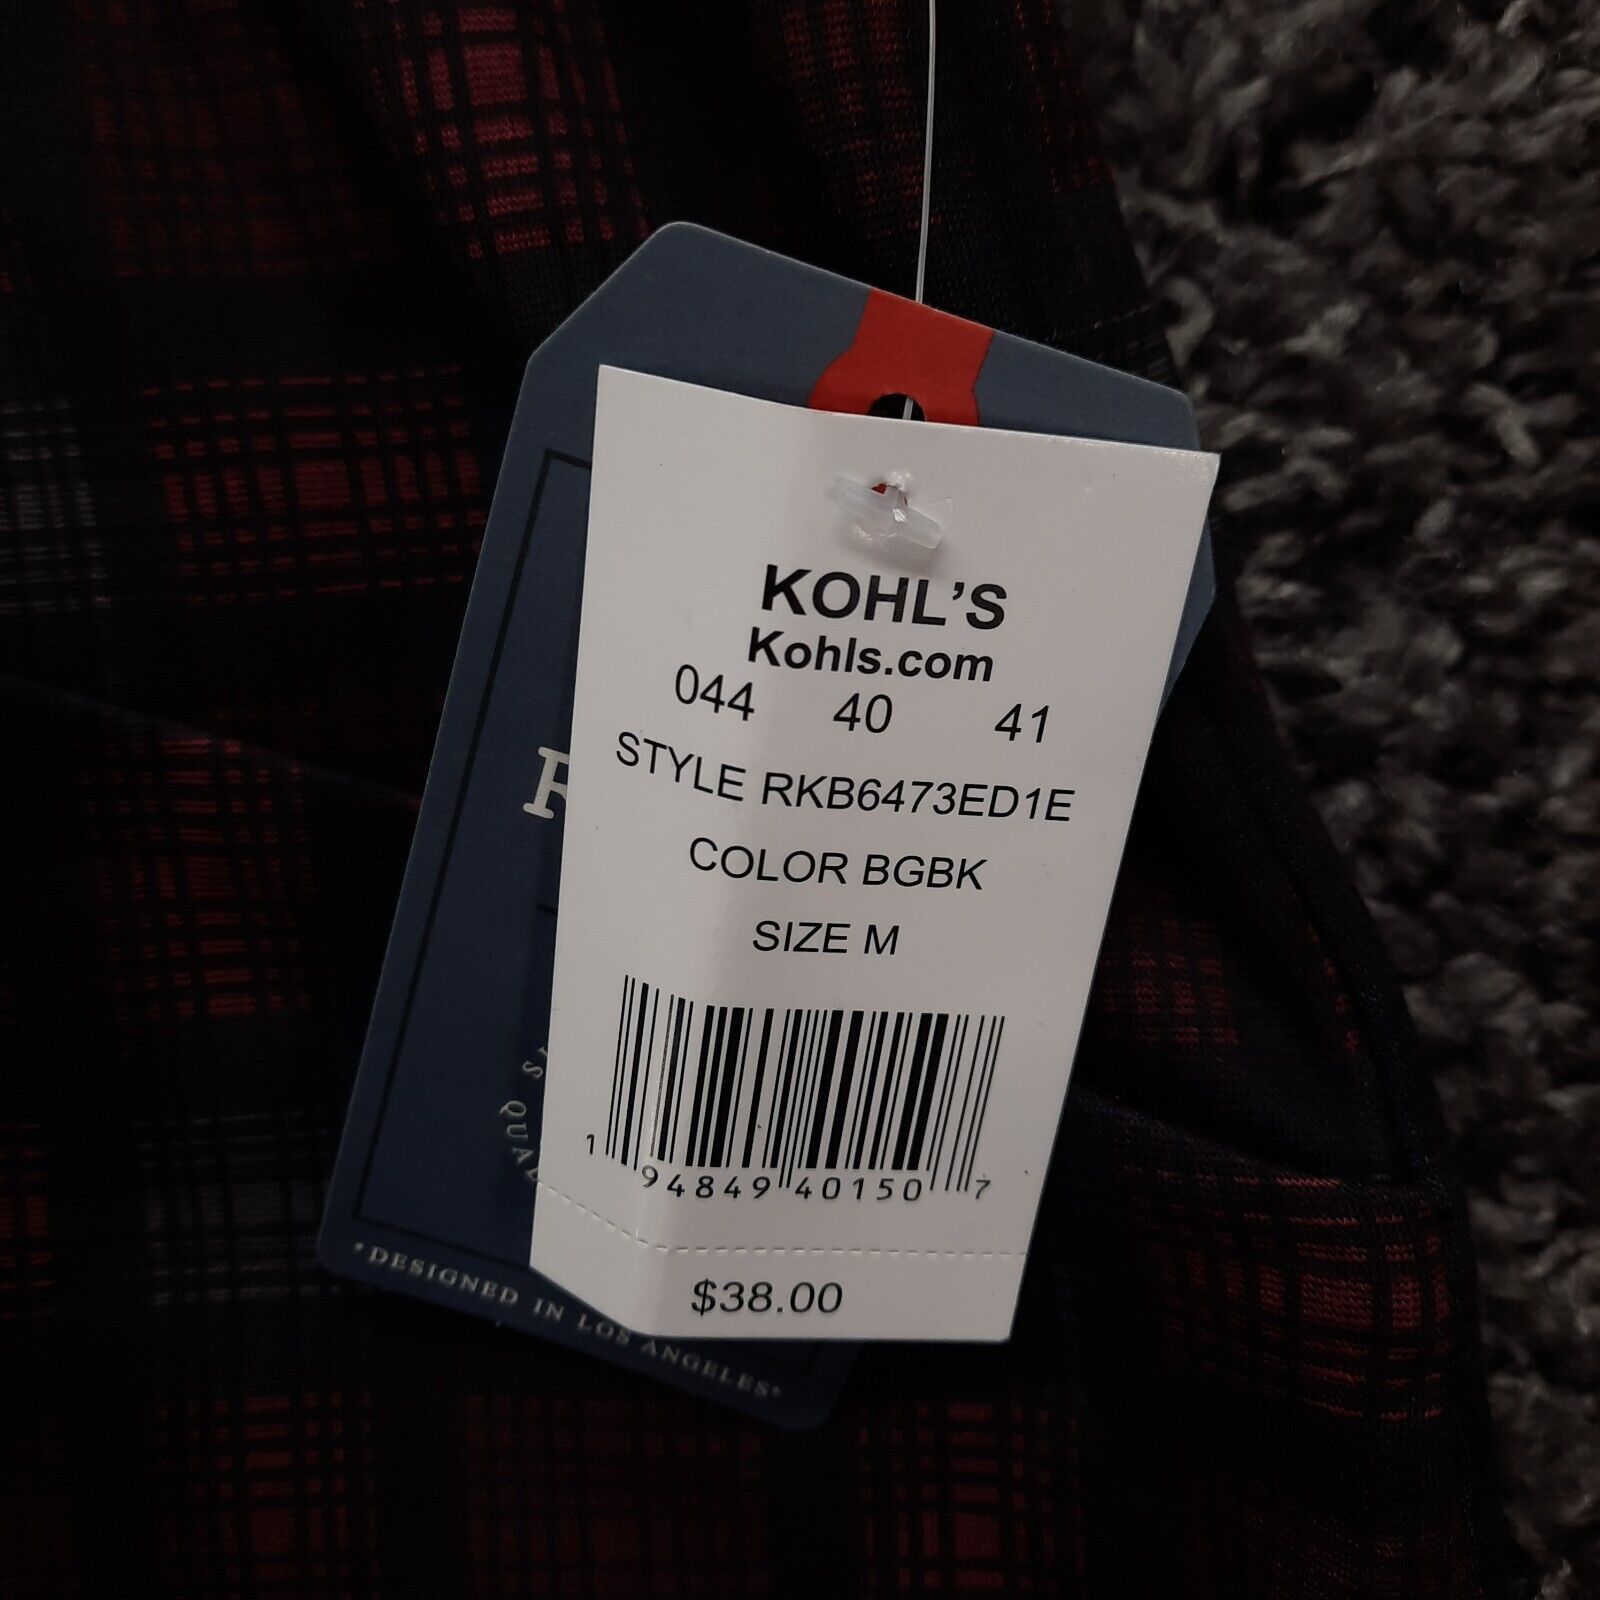 KOHL'S
Kohls.com
044 40 41
STYLE RKB6473ED1E
COLOR BGBK
SIZE M
1 94849 40150 7
$38.00
R
S QUA
*DESIGNED IN LOS ANGELES*